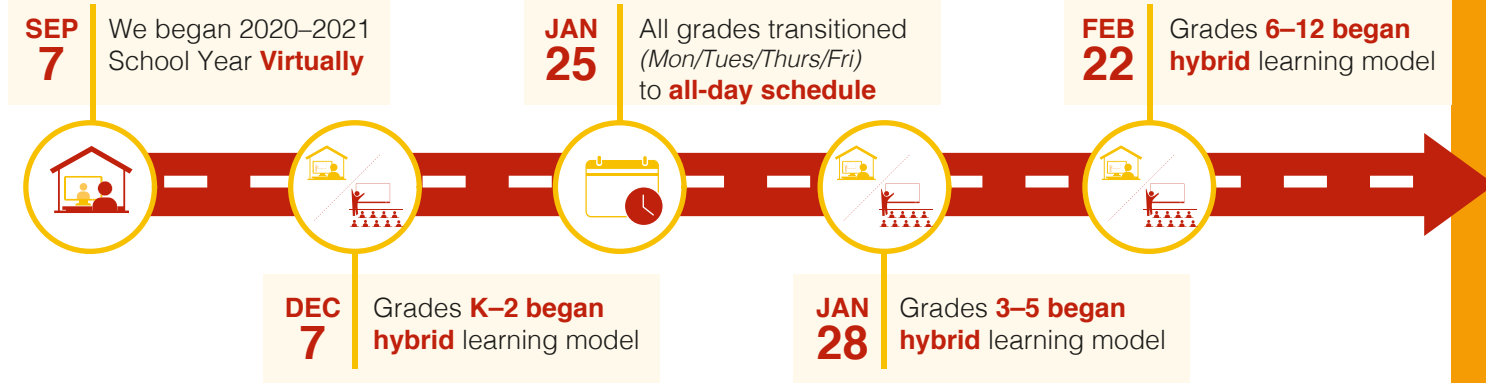 SEP
7
We began 2020–2021
School Year Virtually
DEC
7
Grades K–2 began
hybrid learning model
JAN
25
All grades transitioned
(Mon/Tues/Thurs/Fri)
to all-day schedule
JAN
28
Grades 3–5 began
hybrid learning model
FEB
22
Grades 6–12 began
hybrid learning model